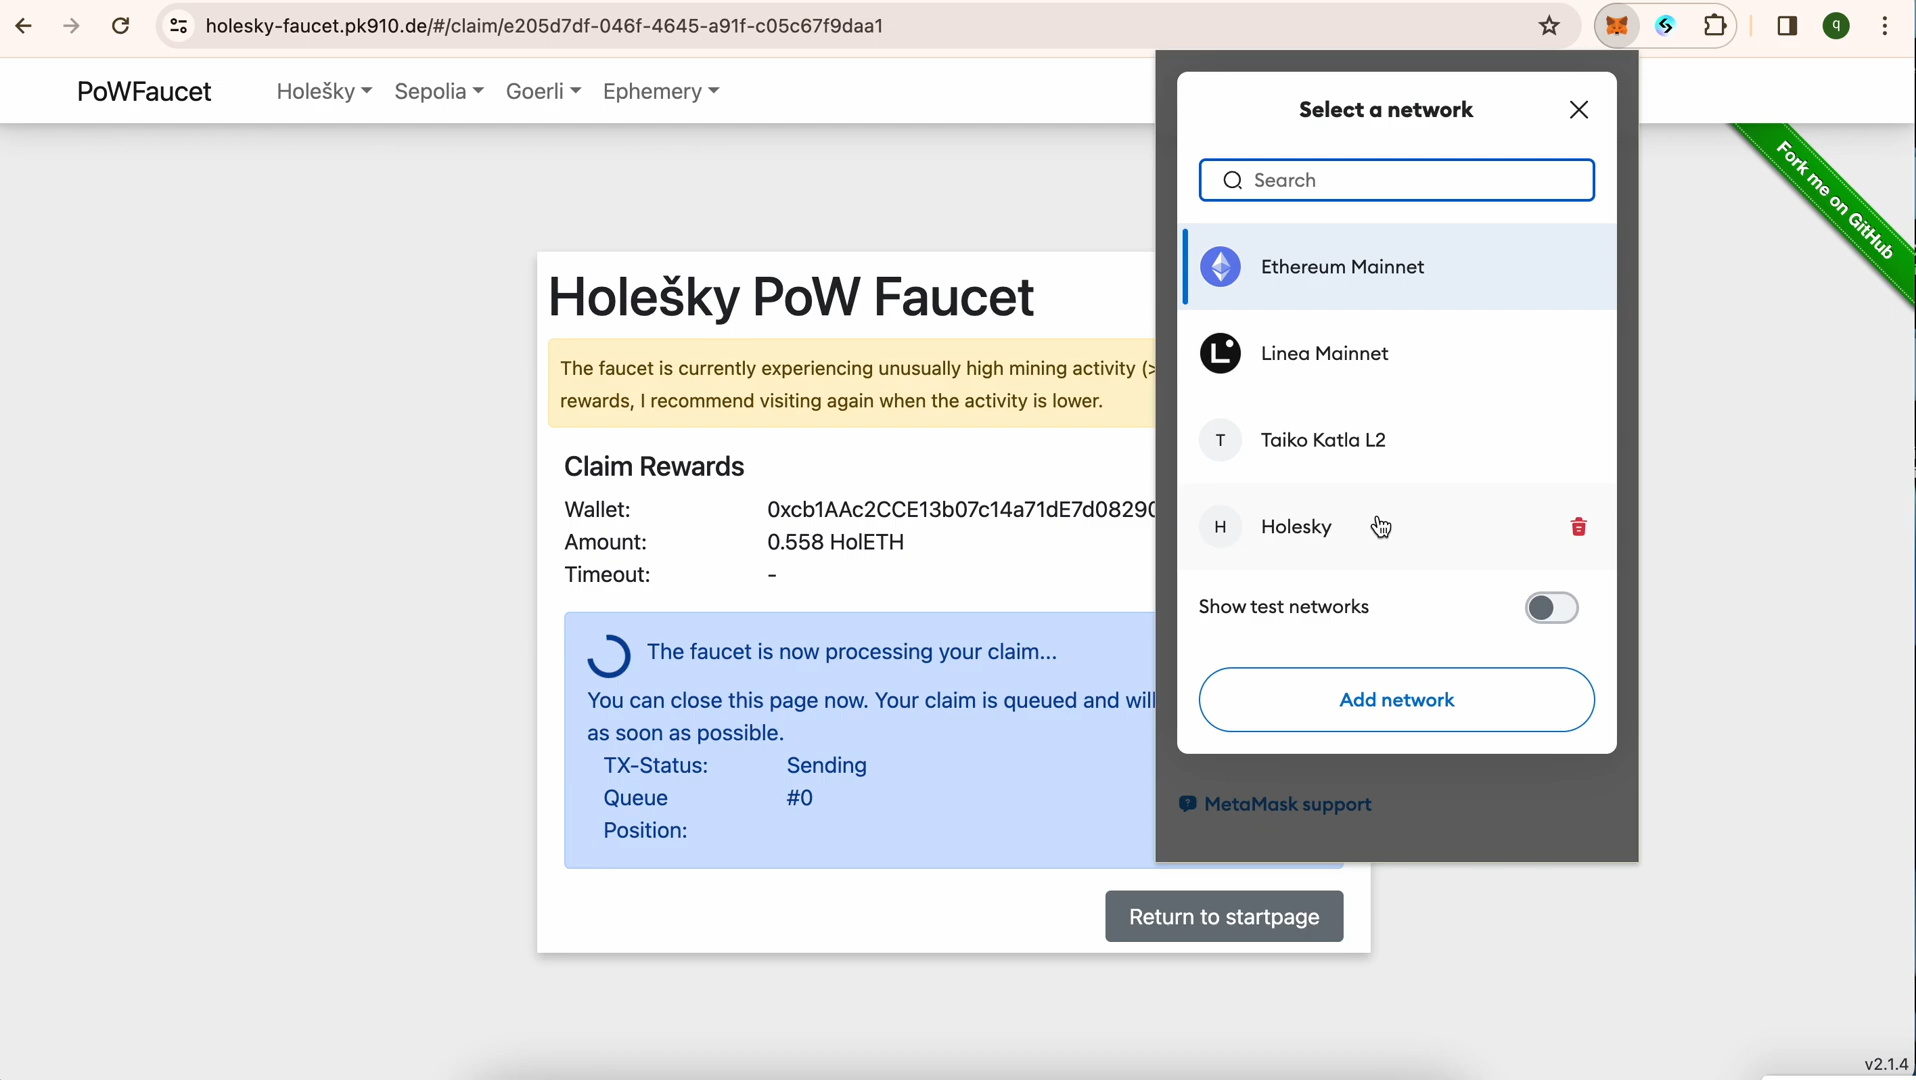 holesky-faucet.pk910.de/#/claim/e205d7df-046f-4645-a91f-c05c67f9daa1
q
PoWFaucet
Holešky
Sepolia
Goerli
Ephemery
Fork me on GitHub
Holešky PoW Faucet
The faucet is currently experiencing unusually high mining activity (>
rewards, I recommend visiting again when the activity is lower.
Claim Rewards
Wallet: 0xcb1AAc2CCE13b07c14a71dE7d08290
Amount: 0.558 HolETH
Timeout: -
The faucet is now processing your claim...
You can close this page now. Your claim is queued and will
as soon as possible.
TX-Status: Sending
Queue #0
Position:
Return to startpage
Select a network
Search
Ethereum Mainnet
L Linea Mainnet
T Taiko Katla L2
H Holesky
Show test networks
Add network
MetaMask support
v2.1.4